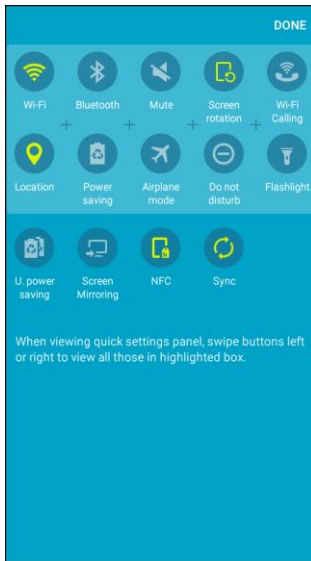 DONE
Wi-Fi
Bluetooth
Mute
Screen
rotation
Wi-Fi
Calling
Location
Power
saving
Airplane
mode
Do not
disturb
Flashlight
U. power
saving
Screen
Mirroring
NFC
Sync
When viewing quick settings panel, swipe buttons left
or right to view all those in highlighted box.